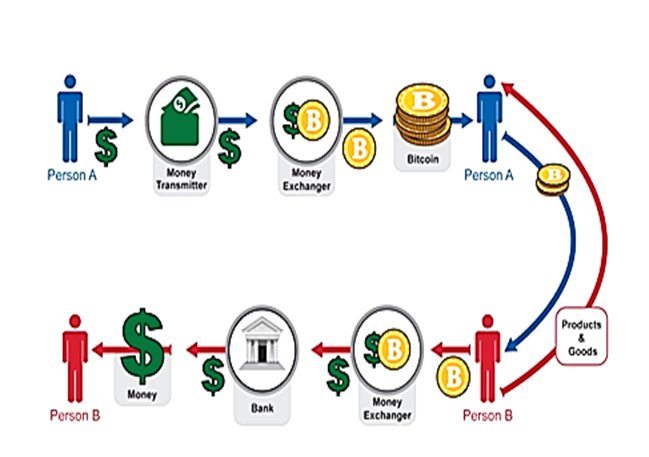 Person A
Money
Transmitter
Money
Exchanger
Bitcoin
Person A
Products
&
Goods
Person B
Money
Bank
Money
Exchanger
Person B